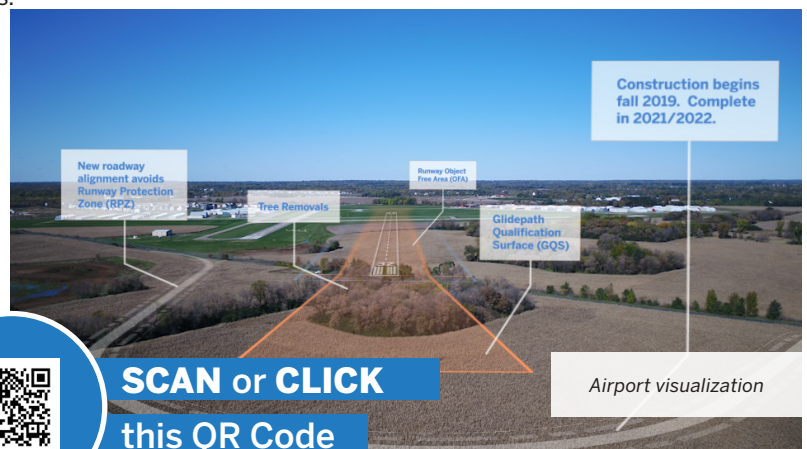 s.
Construction begins
fall 2019. Complete
in 2021/2022.
New roadway
alignment avoids
Runway Protection
Zone (RPZ)
Tree Removals
Runway Object
Free Area (OFA)
Glidepath
Qualification
Surface (GQS)
32
Airport visualization
SCAN or CLICK
this QR Code